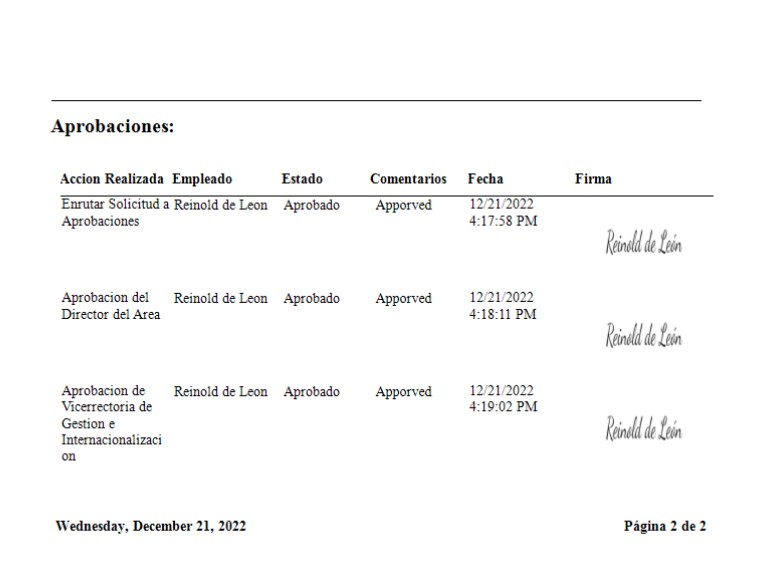 Aprobaciones:
Accion Realizada Empleado Estado Comentarios Fecha Firma
Enrutar Solicitud a Reinold de Leon Aprobado Apporved 12/21/2022
Aprobaciones 4:17:58 PM
Reinold de León
Aprobacion del Reinold de Leon Aprobado Apporved 12/21/2022
Director del Area 4:18:11 PM
Reinold de León
Aprobacion de Reinold de Leon Aprobado Apporved 12/21/2022
Vicerrectoria de 4:19:02 PM
Gestion e
Reinold de León
Internacionalizaci
on
Wednesday, December 21, 2022 Página 2 de 2